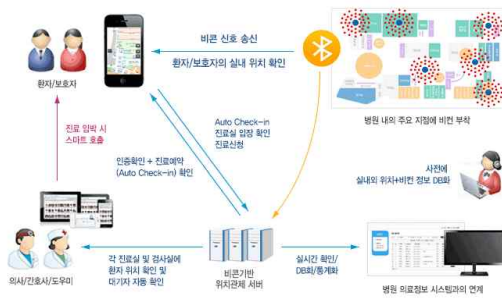 비콘 신호 송신
환자/보호자의 실내 위치 확인
환자/보호자
병원 내의 주요 지점에 비컨 부착
진료 임박 시
스마트 호출
Auto Check-in
진료실 입장 확인
진료신청
인증확인 + 진료예약
(Auto Check-in) 확인
사전에
실내외 위치+비컨 정보 DB화
의사/간호사/도우미
각 진료실 및 검사실에
환자 위치 확인 및
대기자 자동 확인
비콘기반
위치관제 서버
실시간 확인/
DB화/통계화
병원 의료정보 시스템과의 연계